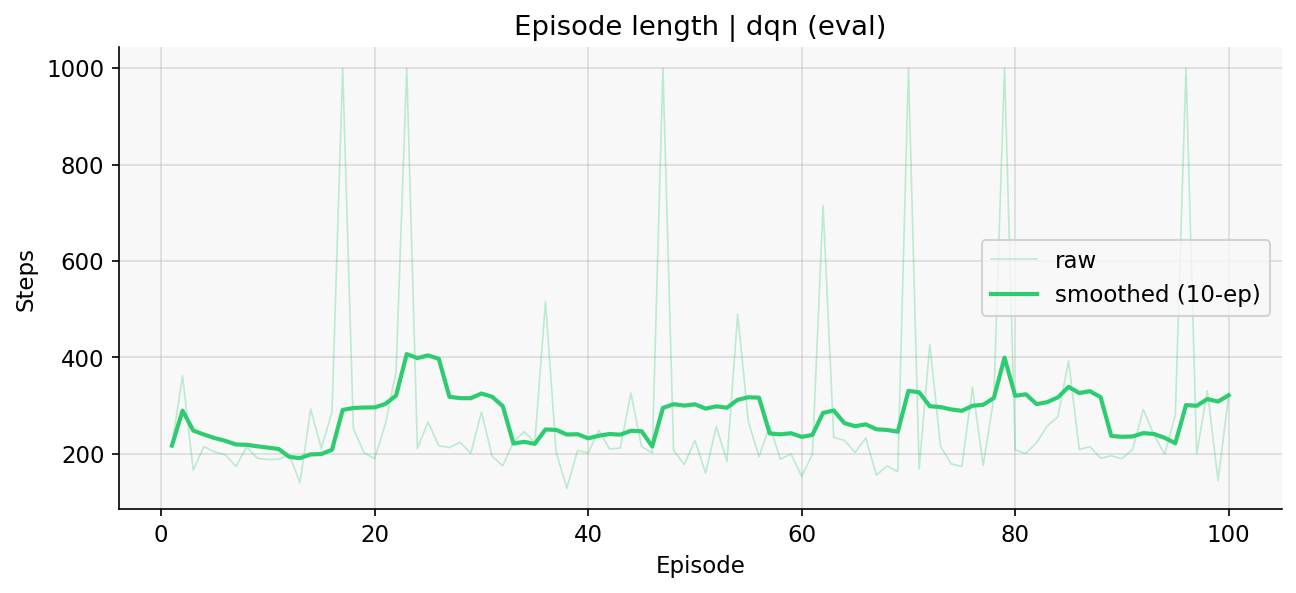 Episode length | dqn (eval)
Steps
1000
800
600
400
200
raw
smoothed (10-ep)
0 20 40 60 80 100
Episode